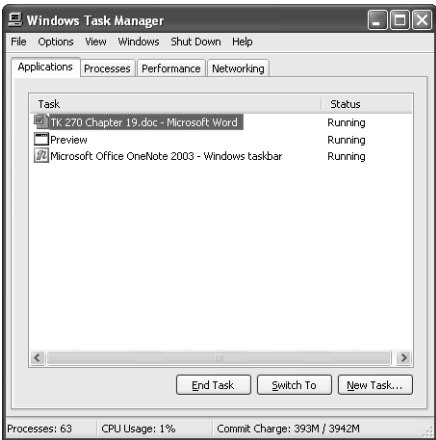 Windows Task Manager
File Options View Windows Shut Down Help
Applications Processes Performance Networking
Task Status
TK 270 Chapter 19.doc - Microsoft Word Running
Preview Running
Microsoft Office OneNote 2003 - Windows taskbar Running
End Task Switch To New Task...
Processes: 63 CPU Usage: 1% Commit Charge: 393M / 3942M